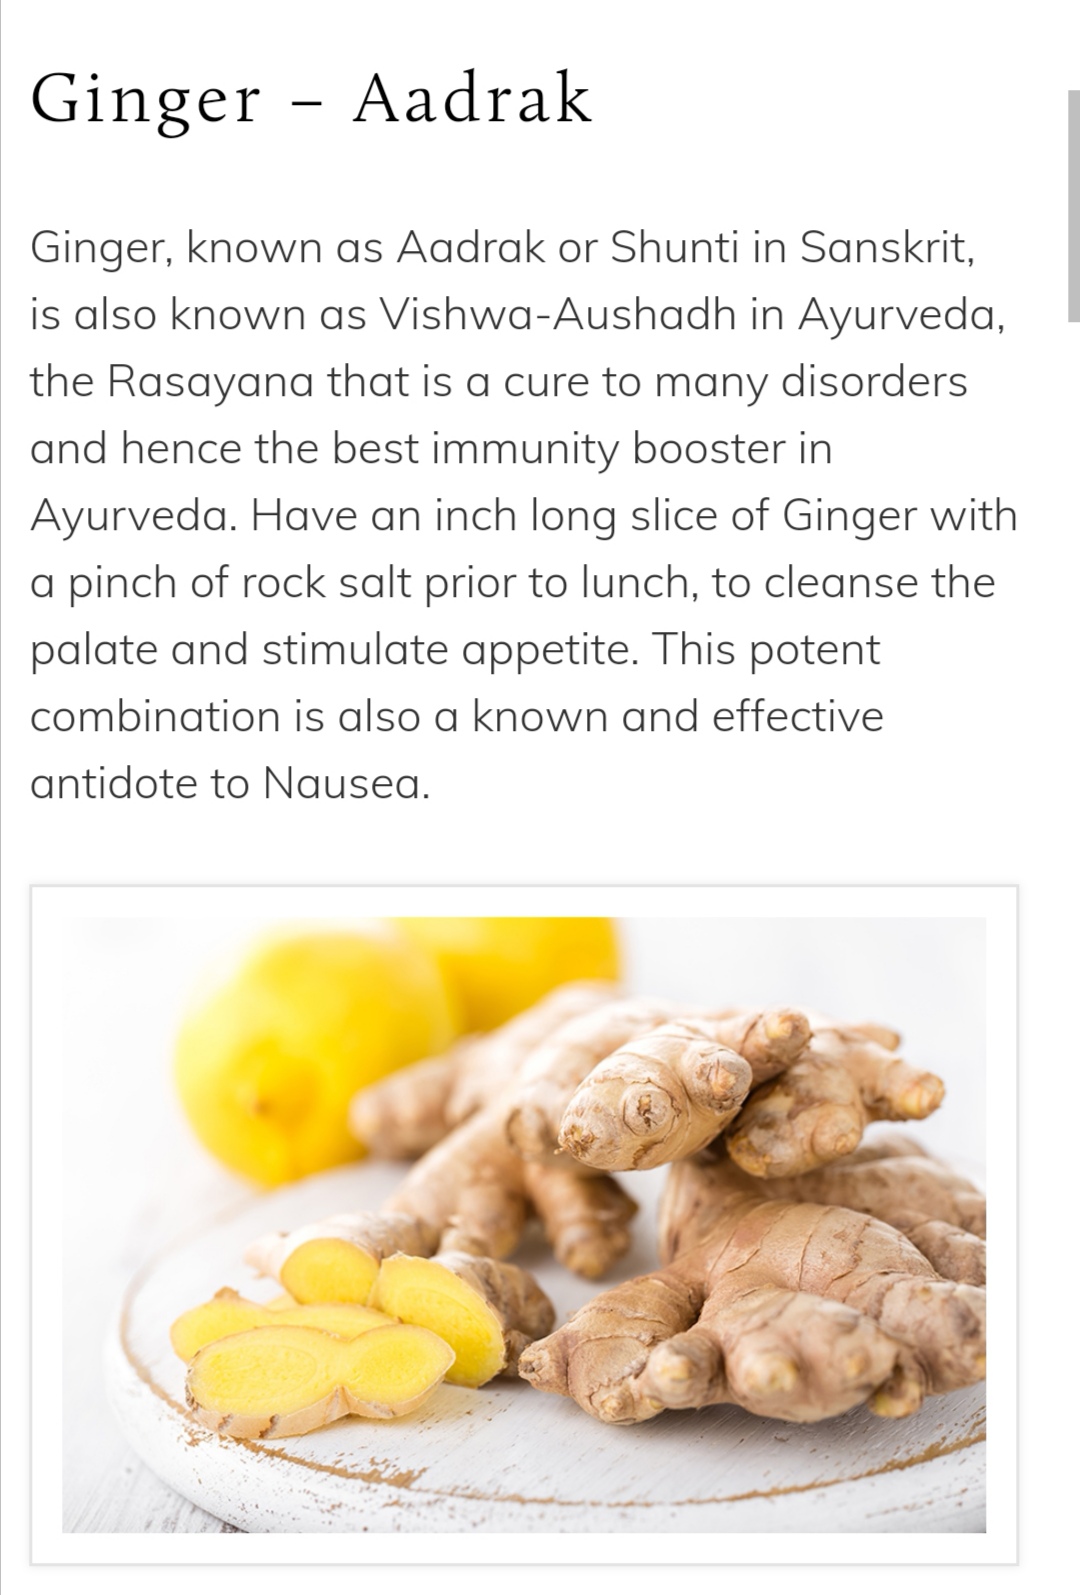 Ginger – Aadrak
Ginger, known as Aadrak or Shunti in Sanskrit,
is also known as Vishwa-Aushadh in Ayurveda,
the Rasayana that is a cure to many disorders
and hence the best immunity booster in
Ayurveda. Have an inch long slice of Ginger with
a pinch of rock salt prior to lunch, to cleanse the
palate and stimulate appetite. This potent
combination is also a known and effective
antidote to Nausea.